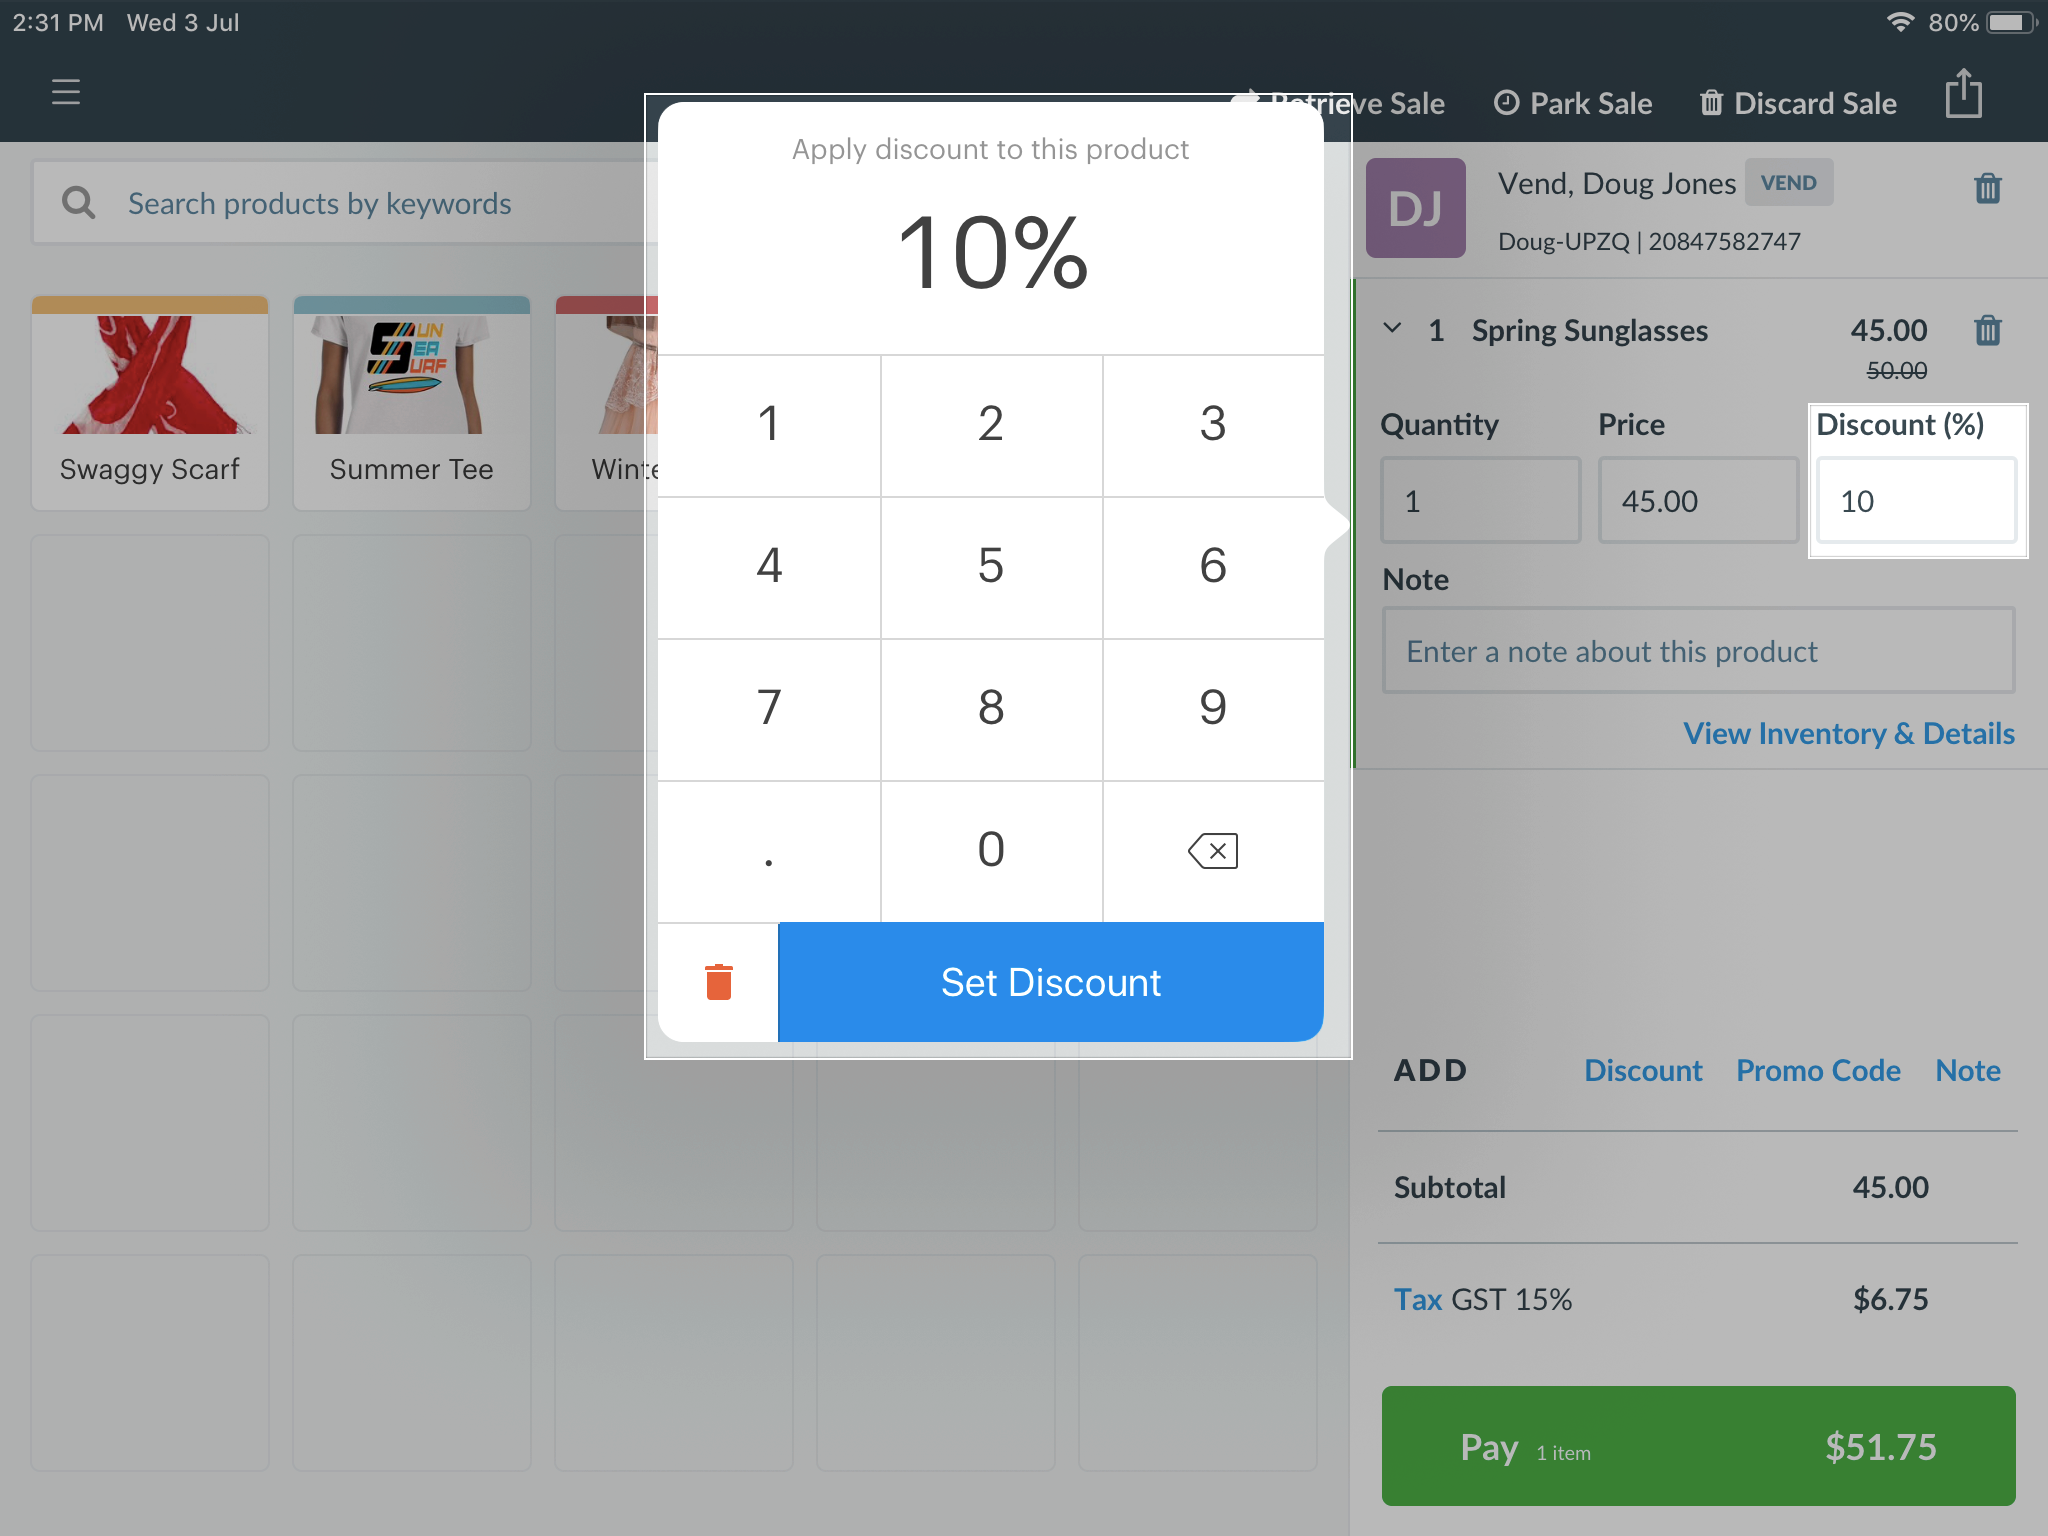 2:31 PM Wed 3 Jul
80%
Retrieve Sale
Park Sale
Discard Sale
Search products by keywords
Swaggy Scarf
SUN
SEA
SURF
Summer Tee
Apply discount to this product
10%
1 2 3
4 5 6
7 8 9
. 0
Set Discount
DJ
Vend, Doug Jones VEND
Doug-UPZQ | 20847582747
1 Spring Sunglasses 45.00
50.00
Quantity Price Discount (%)
1 45.00 10
Note
Enter a note about this product
View Inventory & Details
ADD Discount Promo Code Note
Subtotal 45.00
Tax GST 15% $6.75
Pay 1 item $51.75